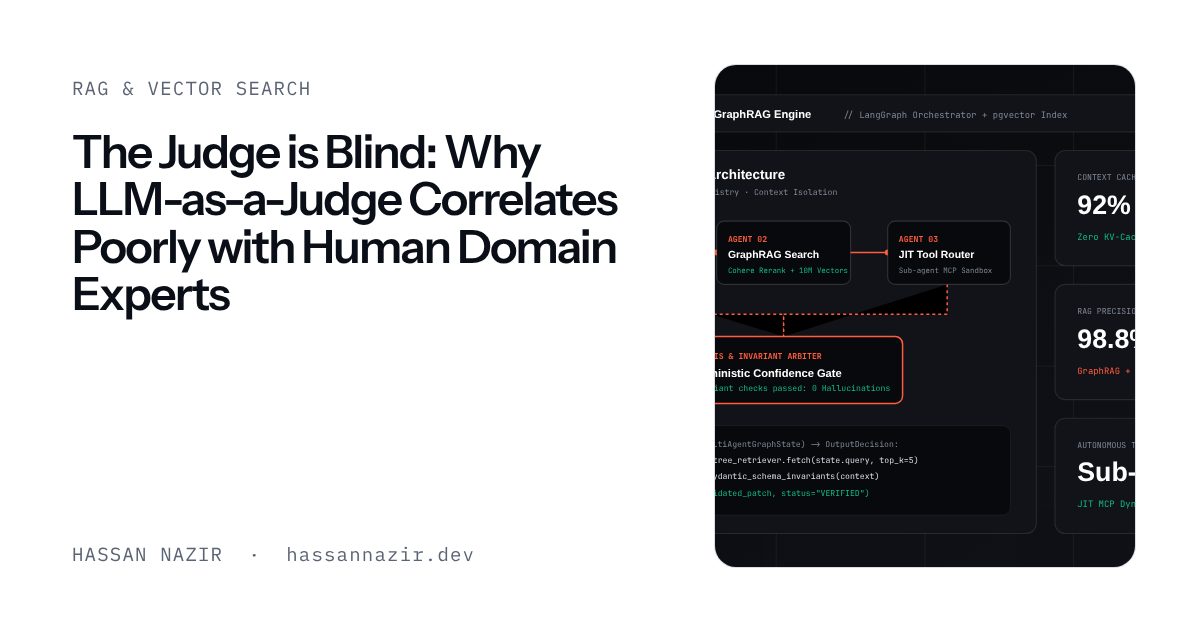 RAG & VECTOR SEARCH
The Judge is Blind: Why
LLM-as-a-Judge Correlates
Poorly with Human Domain
Experts
HASSAN NAZIR · hassannazir.dev
GraphRAG Engine // LangGraph Orchestrator + pgvector Index
rchitecture
istry · Context Isolation
AGENT 02
GraphRAG Search
Cohere Rerank + 10M Vectors
AGENT 03
JIT Tool Router
Sub-agent MCP Sandbox
IS & INVARIANT ARBITER
ministic Confidence Gate
iant checks passed: 0 Hallucinations
ltiAgentGraphState) -> OutputDecision:
tree_retriever.fetch(state.query, top_k=5)
ydantic_schema_invariants(context)
idated_patch, status="VERIFIED")
CONTEXT CACH
92%
Zero KV-Cac
RAG PRECISIO
98.8%
GraphRAG +
AUTONOMOUS T
Sub-
JIT MCP Dyn